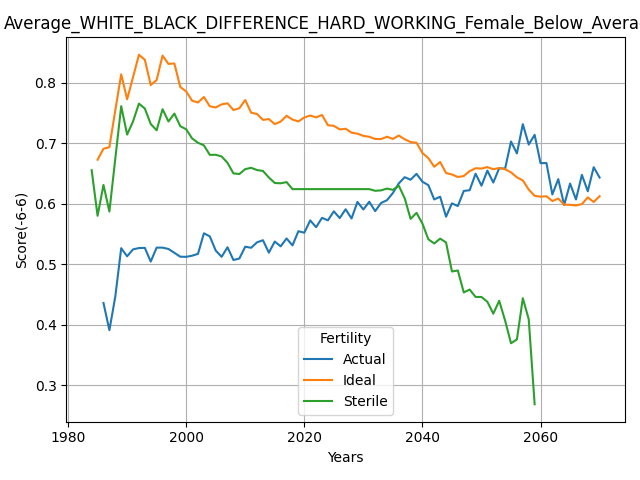 Average_WHITE_BLACK_DIFFERENCE_HARD_WORKING_Female_Below_Avera
Score(-6-6)
0.8
0.7
0.6
0.5
0.4
0.3
Fertility
Actual
Ideal
Sterile
1980 2000 2020 2040 2060
Years